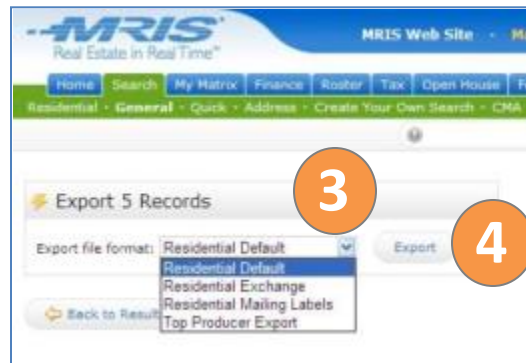 MRIS
Real Estate in Real Time™
MRIS Web Site
Home Search My Matrix Finance Roster Tax Open House
Residential · General · Quick · Address · Create Your Own Search · CMA
Export 5 Records
3
Export file format: Residential Default Export
4
Residential Default
Residential Exchange
Residential Mailing Labels
Top Producer Export
Back to Result